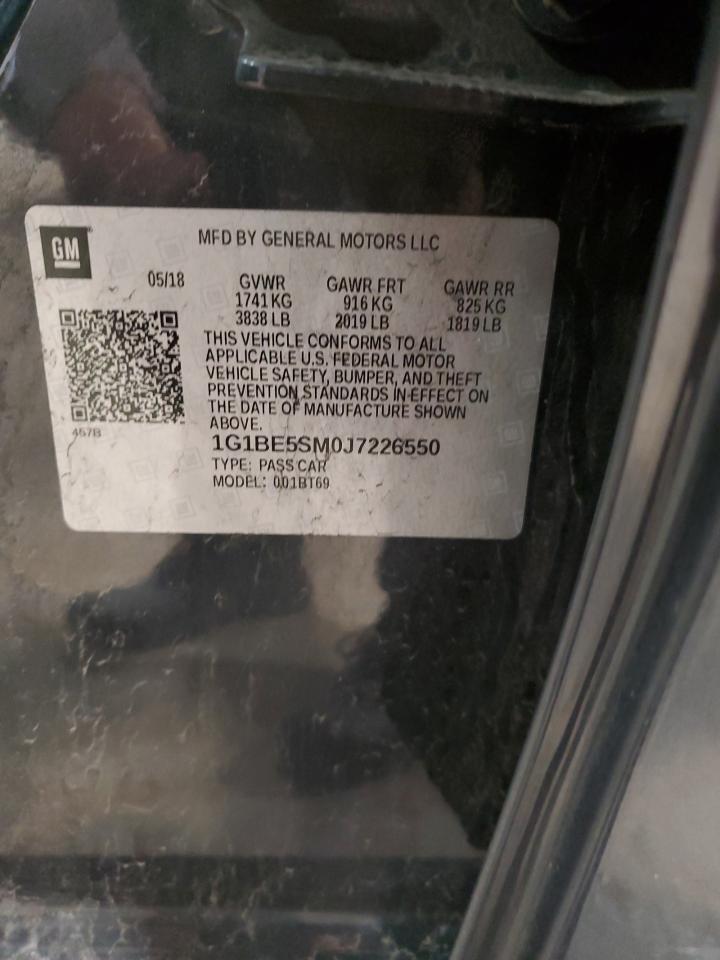 GM
MFD BY GENERAL MOTORS LLC
05/18
GVWR
1741 KG
3838 LB
GAWR FRT
916 KG
2019 LB
GAWR RR
825 KG
1819 LB
THIS VEHICLE CONFORMS TO ALL
APPLICABLE U.S. FEDERAL MOTOR
VEHICLE SAFETY, BUMPER, AND THEFT
PREVENTION STANDARDS IN EFFECT ON
THE DATE OF MANUFACTURE SHOWN
ABOVE.
457B
1G1BE5SM0J7226550
TYPE: PASS CAR
MODEL: 001BT69